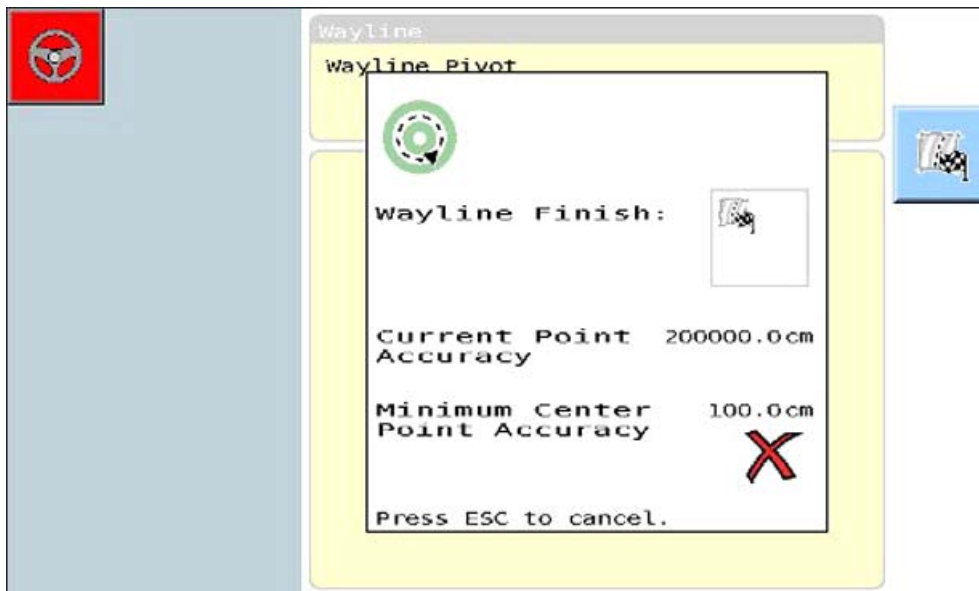 Wayline
Wayline Pivot
Wayline Finish:
Current Point 200000.0cm
Accuracy
Minimum Center 100.0cm
Point Accuracy
Press ESC to cancel.